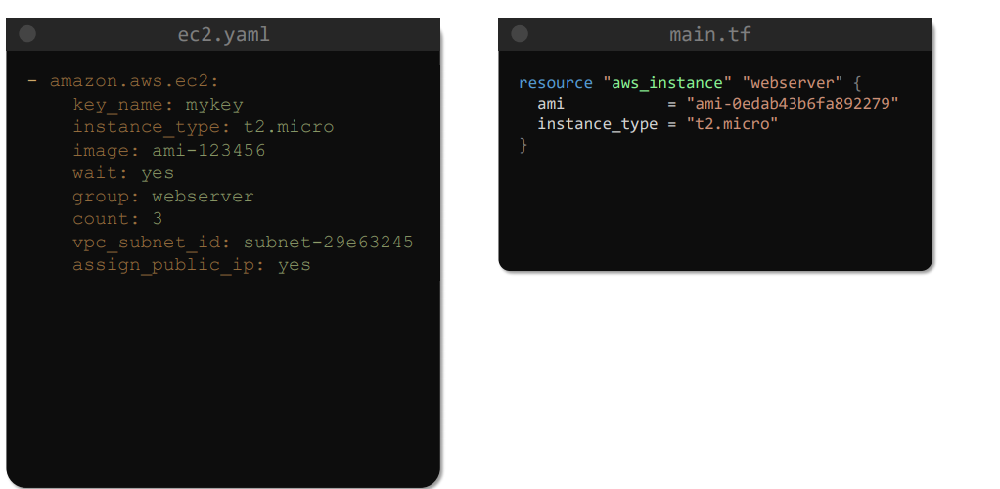 ec2.yaml
- amazon.aws.ec2:
key_name: mykey
instance_type: t2.micro
image: ami-123456
wait: yes
group: webserver
count: 3
vpc_subnet_id: subnet-29e63245
assign_public_ip: yes
main.tf
resource "aws_instance" "webserver" {
ami = "ami-0edab43b6fa892279"
instance_type = "t2.micro"
}